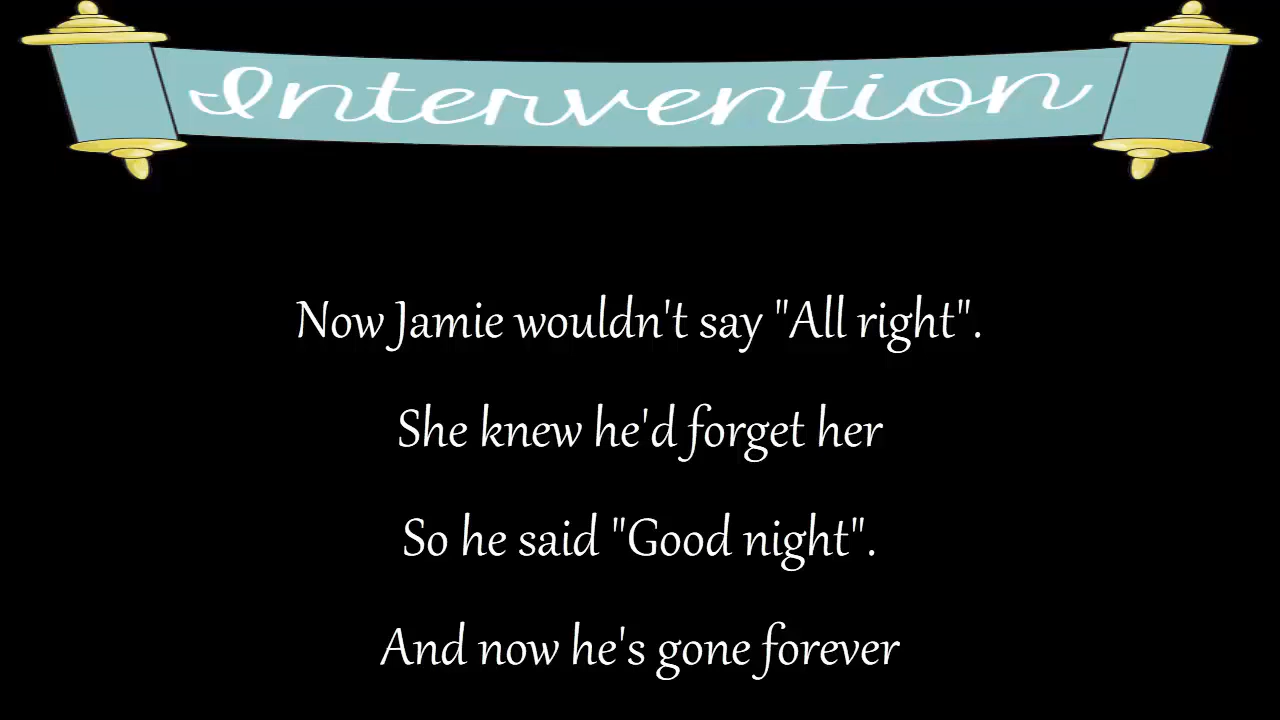 Intervention
Now Jamie wouldn't say "All right".
She knew he'd forget her
So he said "Good night".
And now he's gone forever